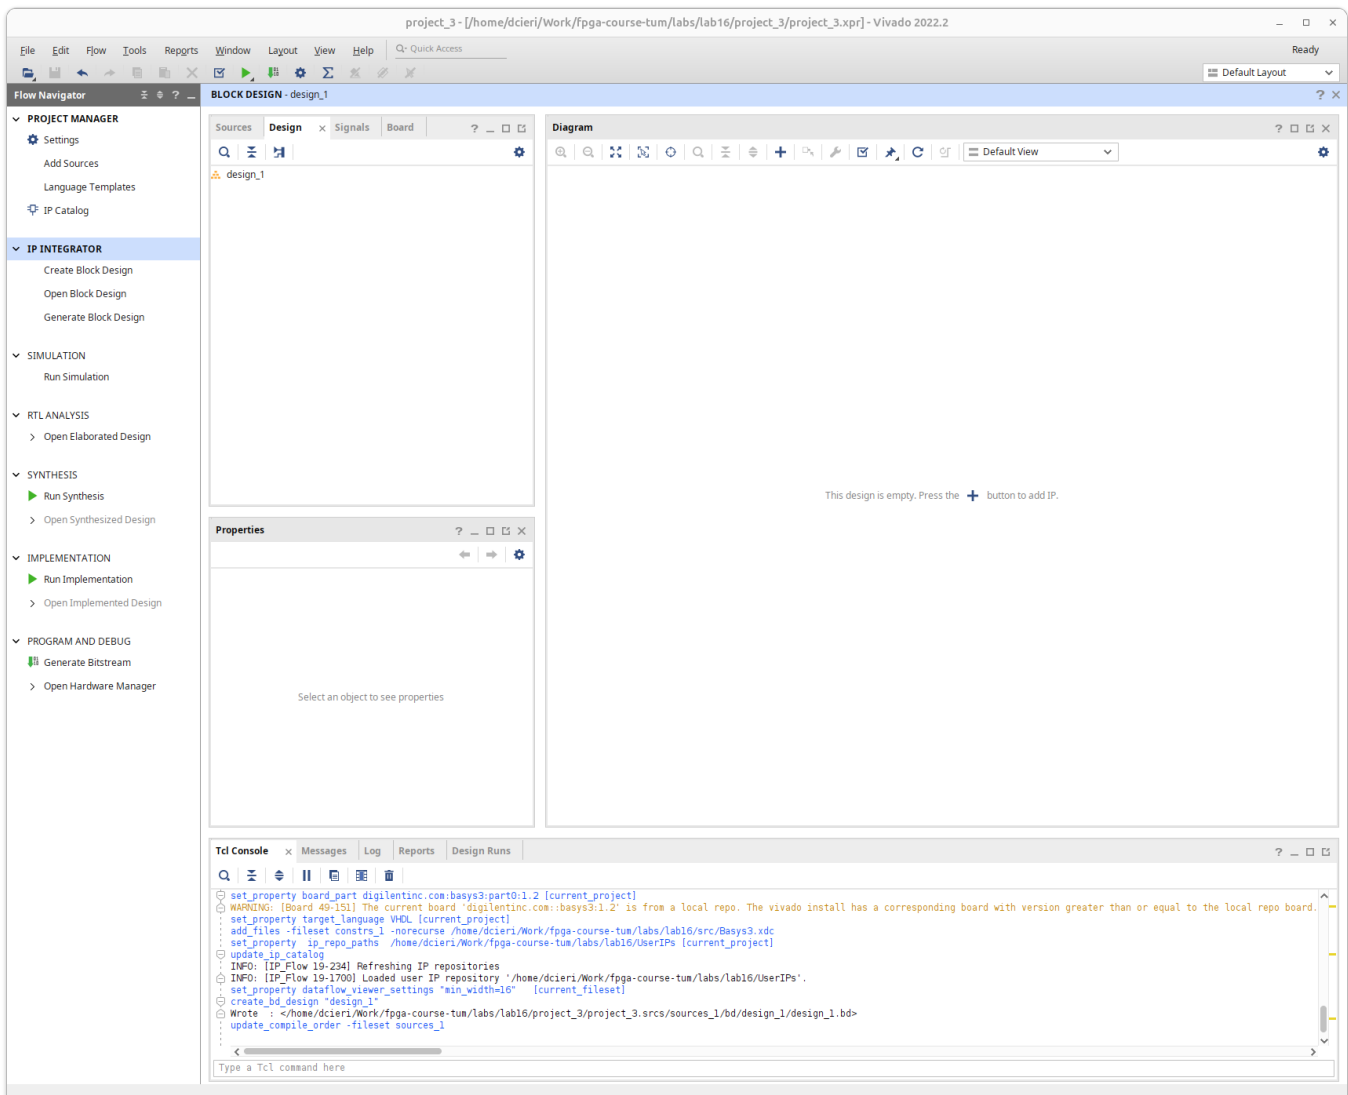 project_3 - [/home/dcieri/Work/fpga-course-tum/labs/lab16/project_3/project_3.xpr] - Vivado 2022.2
File Edit Flow Tools Reports Window Layout View Help Q- Quick Access Ready
Default Layout
Flow Navigator
PROJECT MANAGER
Settings
Add Sources
Language Templates
IP Catalog
IP INTEGRATOR
Create Block Design
Open Block Design
Generate Block Design
SIMULATION
Run Simulation
RTL ANALYSIS
Open Elaborated Design
SYNTHESIS
Run Synthesis
Open Synthesized Design
IMPLEMENTATION
Run Implementation
Open Implemented Design
PROGRAM AND DEBUG
Generate Bitstream
Open Hardware Manager
BLOCK DESIGN - design_1
Sources Design Signals Board
design_1
Properties
Select an object to see properties
Diagram
Default View
This design is empty. Press the + button to add IP.
Tcl Console Messages Log Reports Design Runs
set_property board_part digilentinc.com:basys3:part0:1.2 [current_project]
WARNING: [Board 49-151] The current board 'digilentinc.com::basys3:1.2' is from a local repo. The vivado install has a corresponding board with version greater than or equal to the local repo board.
set_property target_language VHDL [current_project]
add_files -fileset constrs_1 -norecurse /home/dcieri/Work/fpga-course-tum/labs/lab16/src/Basys3.xdc
set_property ip_repo_paths /home/dcieri/Work/fpga-course-tum/labs/lab16/UserIPs [current_project]
update_ip_catalog
INFO: [IP_Flow 19-234] Refreshing IP repositories
INFO: [IP_Flow 19-1700] Loaded user IP repository '/home/dcieri/Work/fpga-course-tum/labs/lab16/UserIPs'.
set_property dataflow_viewer_settings "min_width=16" [current_fileset]
create_bd_design "design_1"
Wrote : </home/dcieri/Work/fpga-course-tum/labs/lab16/project_3/project_3.srcs/sources_1/bd/design_1/design_1.bd>
update_compile_order -fileset sources_1
Type a Tcl command here